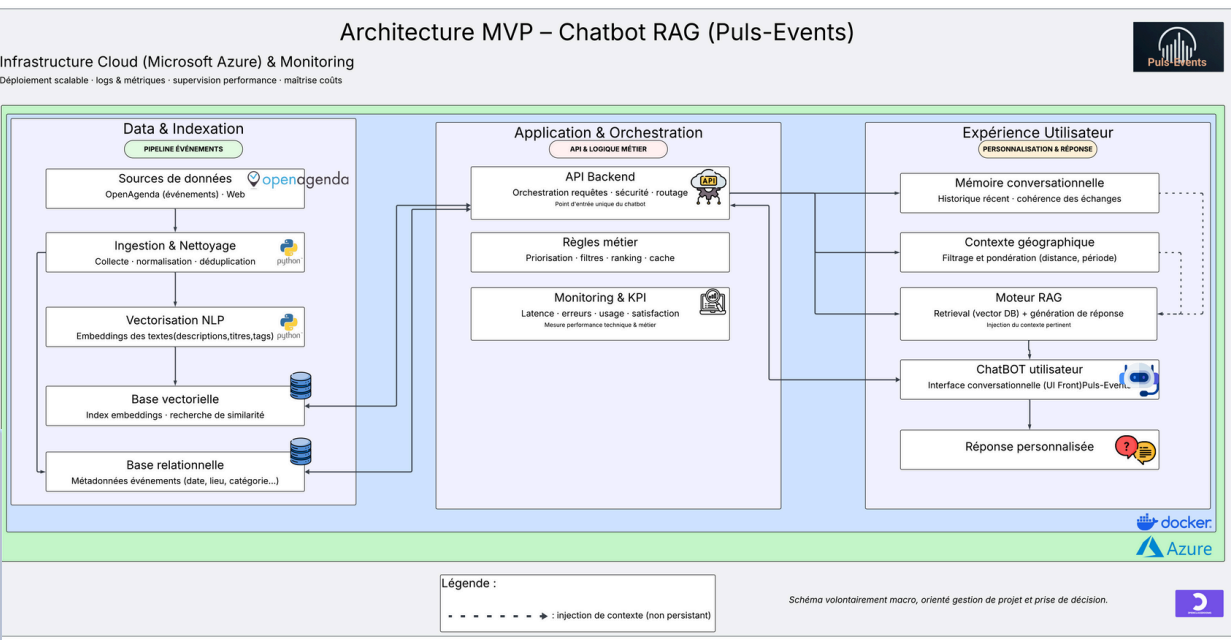 Architecture MVP – Chatbot RAG (Puls-Events)
Puls-Events
Infrastructure Cloud (Microsoft Azure) & Monitoring
Déploiement scalable · logs & métriques · supervision performance · maîtrise coûts
Data & Indexation
PIPELINE ÉVÉNEMENTS
Sources de données
openagenda
OpenAgenda (événements) · Web
Ingestion & Nettoyage
Collecte · normalisation · déduplication
python
Vectorisation NLP
Embeddings des textes(descriptions,titres,tags)
python
Base vectorielle
Index embeddings · recherche de similarité
Base relationnelle
Métadonnées événements (date, lieu, catégorie...)
Application & Orchestration
API & LOGIQUE MÉTIER
API Backend
API
Orchestration requêtes · sécurité · routage
Point d'entrée unique du chatbot
Règles métier
Priorisation · filtres · ranking · cache
Monitoring & KPI
Latence · erreurs · usage · satisfaction
Mesure performance technique & métier
Expérience Utilisateur
PERSONNALISATION & RÉPONSE
Mémoire conversationnelle
Historique récent · cohérence des échanges
Contexte géographique
Filtrage et pondération (distance, période)
Moteur RAG
Retrieval (vector DB) + génération de réponse
Injection du contexte pertinent
ChatBOT utilisateur
Interface conversationnelle (UI Front)Puls-Events
Réponse personnalisée
?
docker
Azure
Légende :
: injection de contexte (non persistant)
Schéma volontairement macro, orienté gestion de projet et prise de décision.